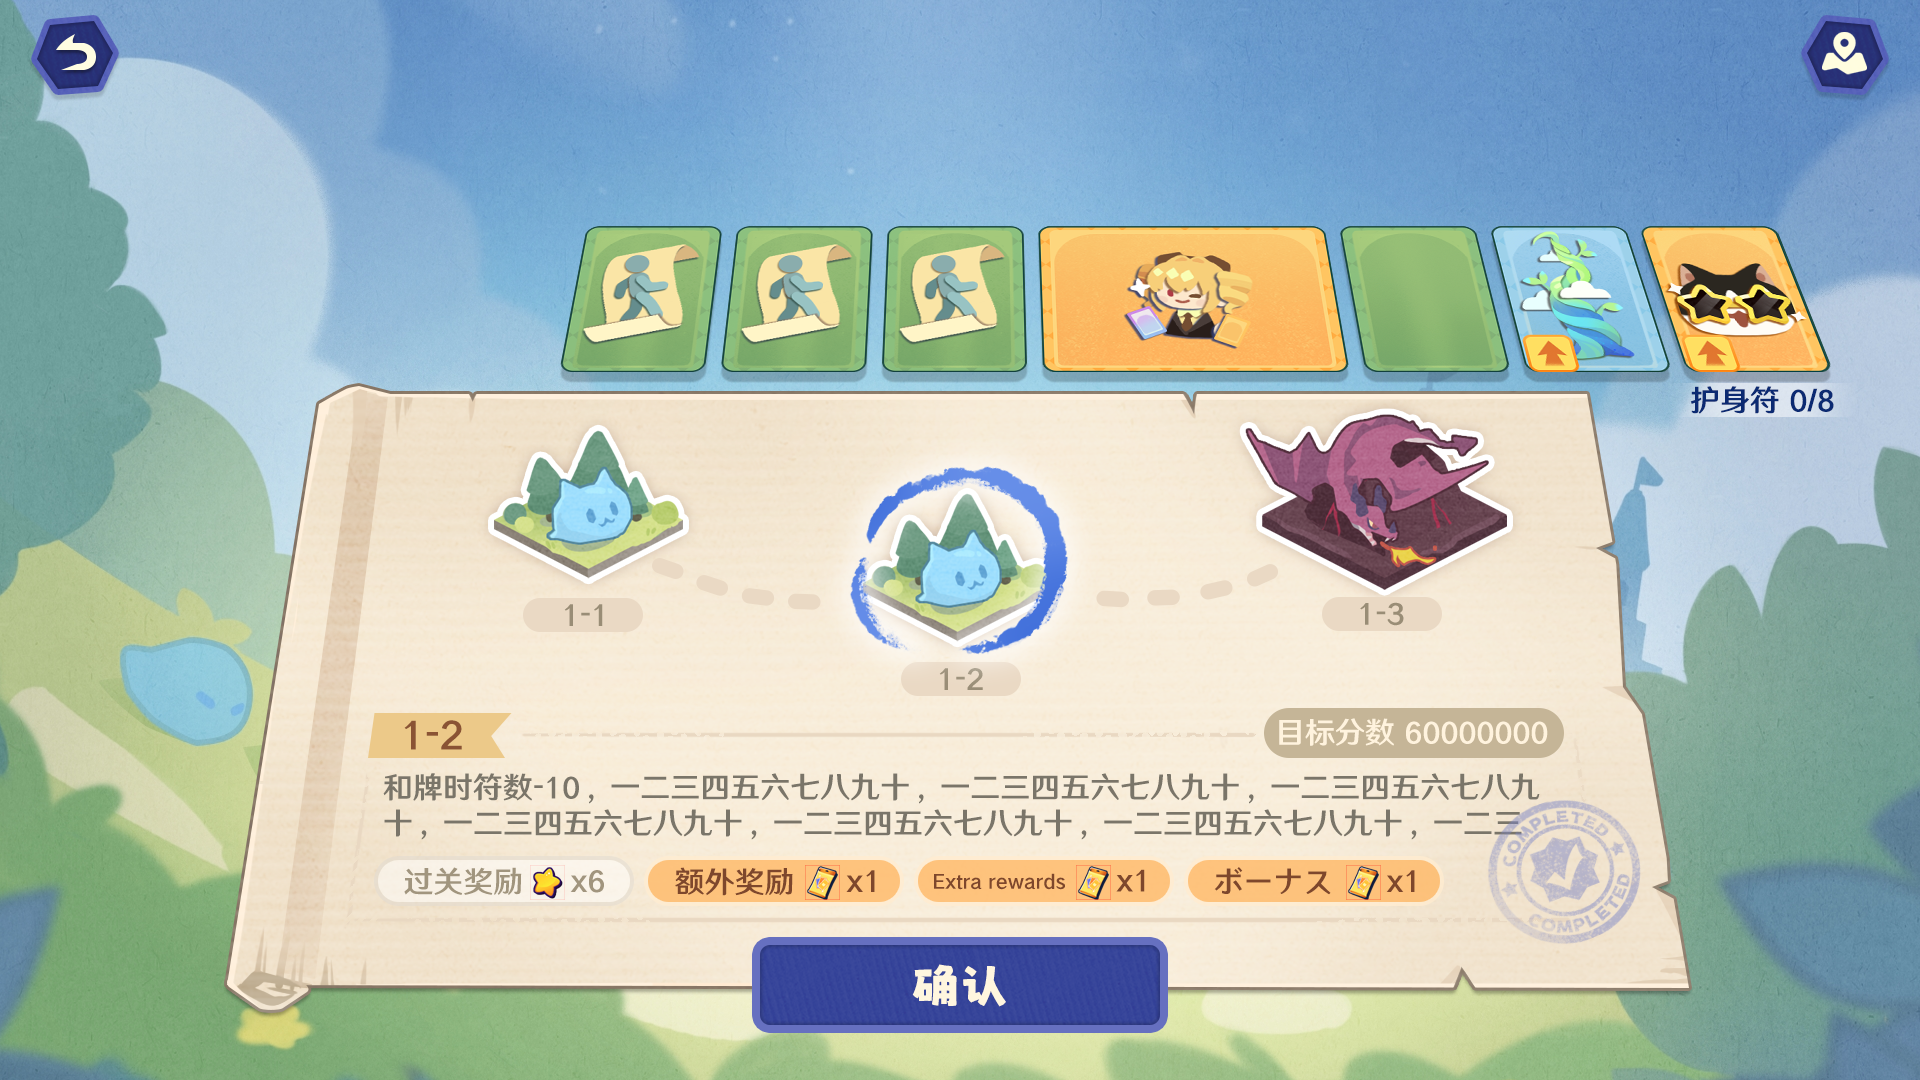 护身符 0/8
1-1
1-2
1-3
1-2
目标分数 60000000
和牌时符数-10，一二三四五六七八九十，一二三四五六七八九十，一二三四五六七八九
十，一二三四五六七八九十，一二三四五六七八九十，一二三四五六七八九十，一二三
过关奖励 x6
额外奖励 x1
Extra rewards x1
ボーナス x1
COMPLETED
COMPLETED
确认